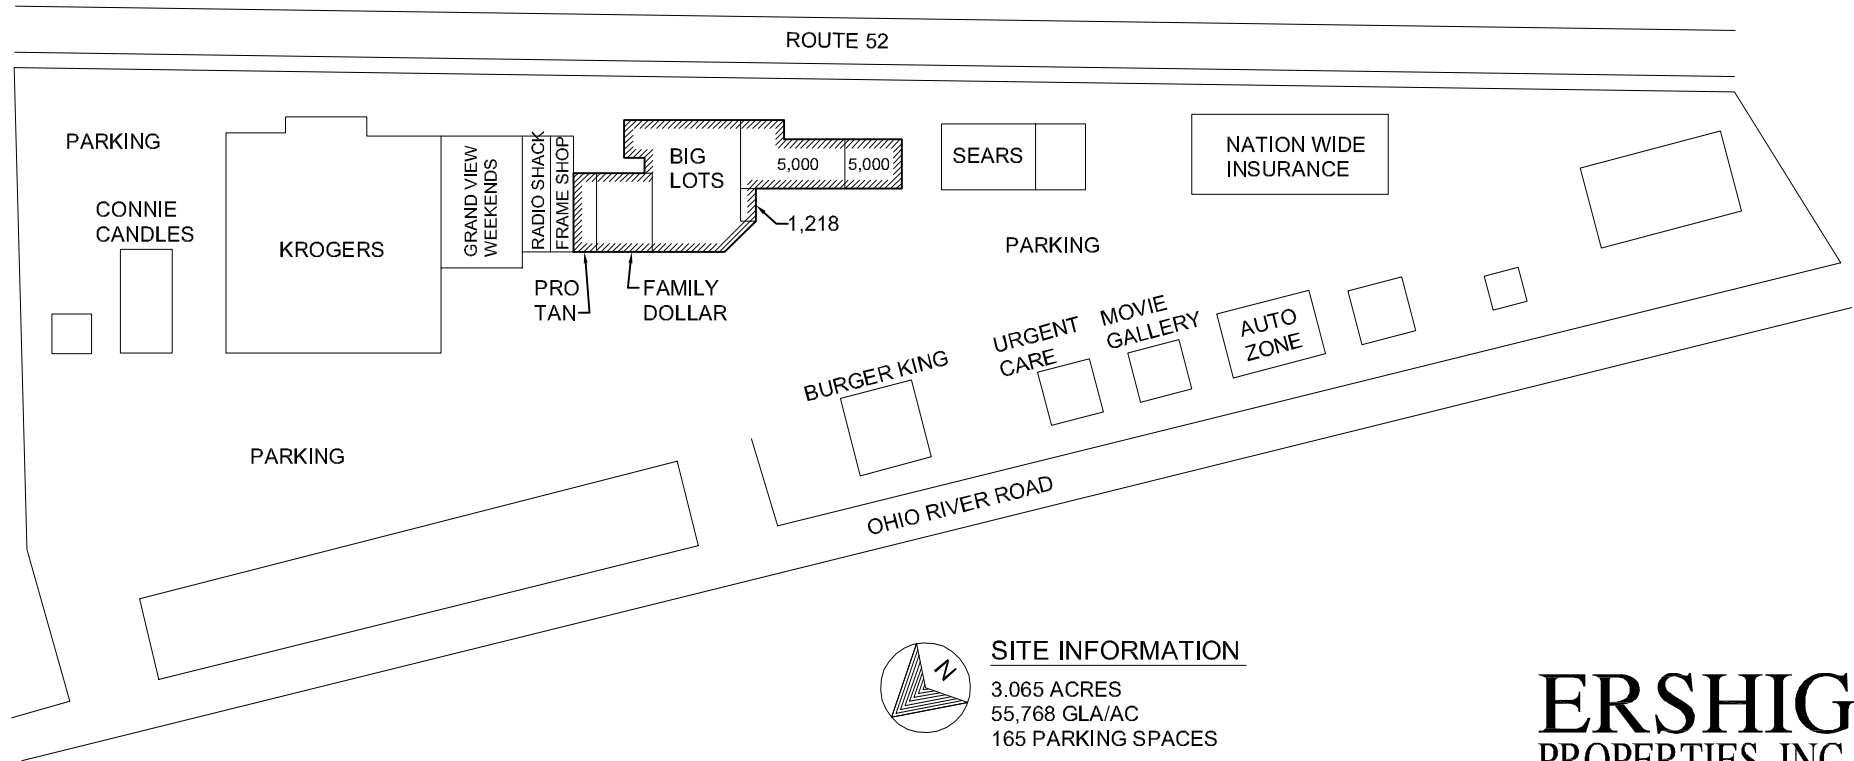 ROUTE 52
PARKING
CONNIE
CANDLES
KROGERS
GRAND VIEW
WEEKENDS
RADIO SHACK
FRAME SHOP
BIG
LOTS
5,000
5,000
1,218
PRO
TAN
FAMILY
DOLLAR
SEARS
NATION WIDE
INSURANCE
PARKING
BURGER KING
URGENT
CARE
MOVIE
GALLERY
AUTO
ZONE
PARKING
OHIO RIVER ROAD
N
SITE INFORMATION
3.065 ACRES
55,768 GLA/AC
165 PARKING SPACES
ERSHIG
PROPERTIES, INC.